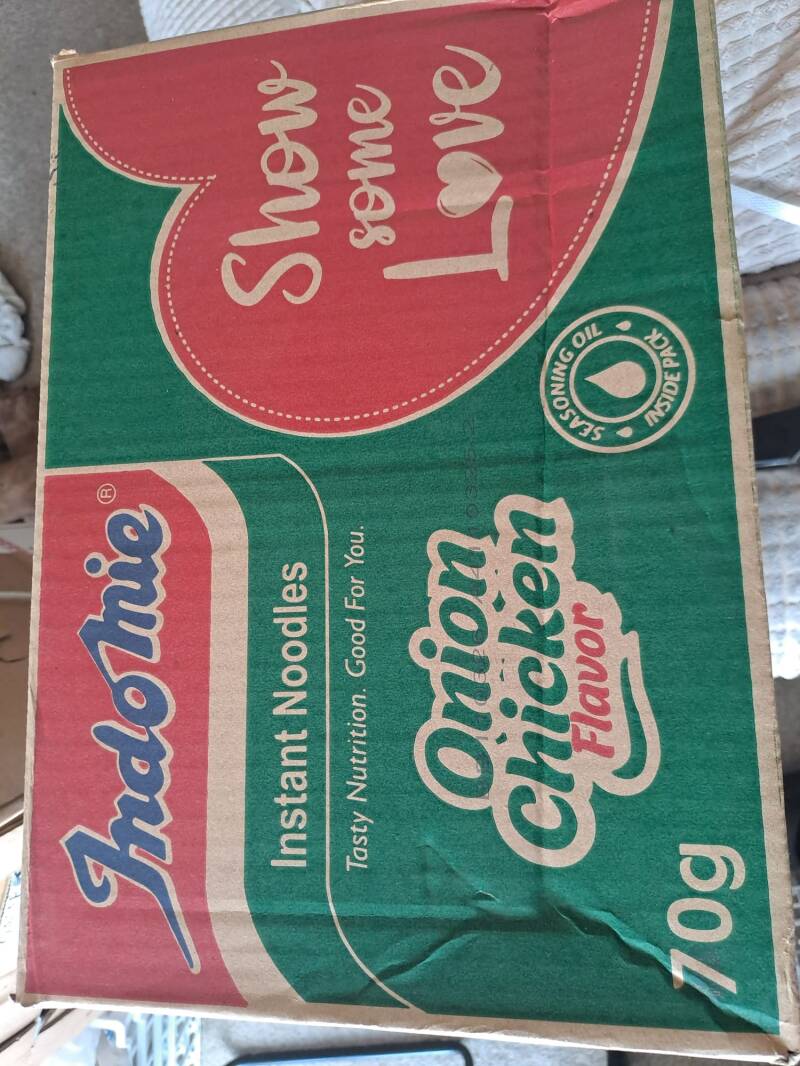 Indomie®
Instant Noodles
Tasty Nutrition. Good For You.
Onion
Chicken
Flavor
70g
Show
some
Love
SEASONING OIL
INSIDE PACK